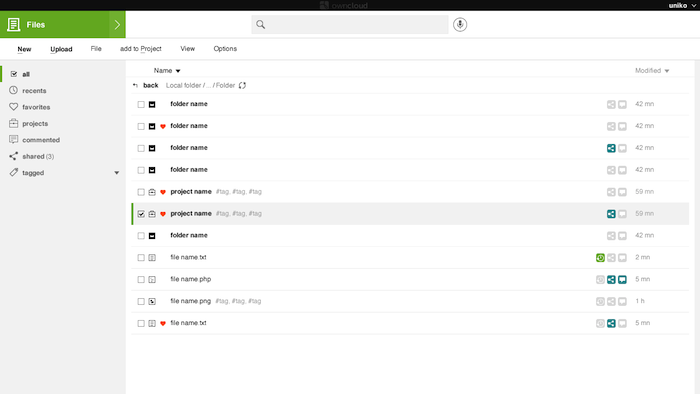 owncloud
unika
Files
New Upload File add to Project View Options
all
recents
favorites
projects
commented
shared (3)
tagged
Name Modified
back Local folder /... / Folder
folder name 42 mn
folder name 42 mn
folder name 42 mn
folder name 42 mn
project name #tag, #tag, #tag 59 mn
project name #tag, #tag, #tag 59 mn
folder name 42 mn
file name.txt 2 mn
file name.php 5 mn
file name.png #tag, #tag, #tag 1 h
file name.txt 5 mn